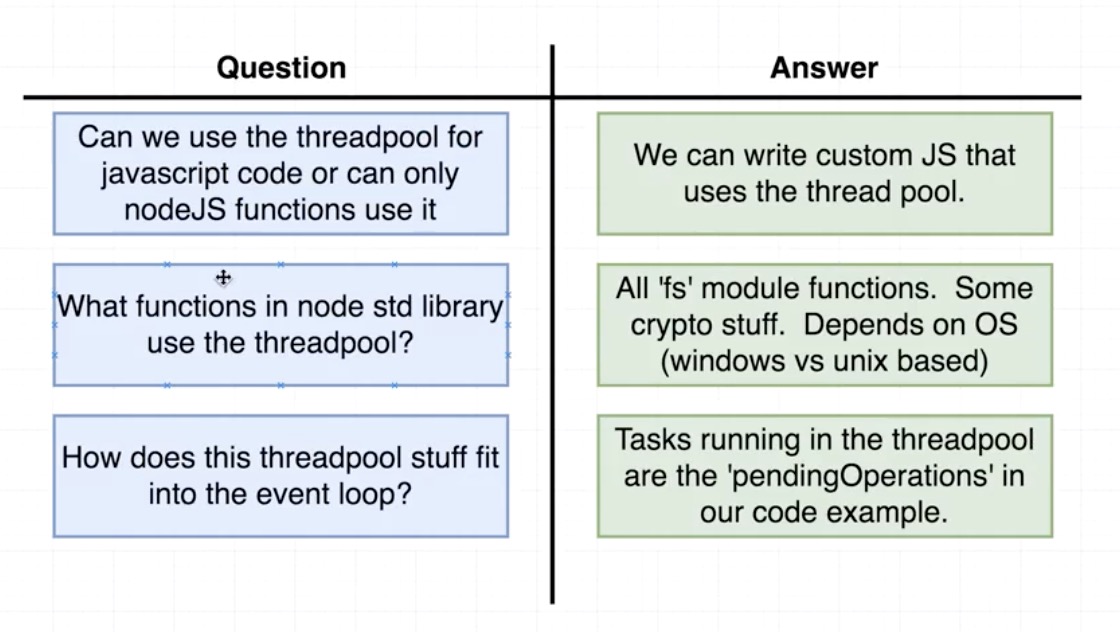 Question
Answer
Can we use the threadpool for
javascript code or can only
nodeJS functions use it
We can write custom JS that
uses the thread pool.
What functions in node std library
use the threadpool?
All 'fs' module functions.  Some
crypto stuff.  Depends on OS
(windows vs unix based)
How does this threadpool stuff fit
into the event loop?
Tasks running in the threadpool
are the 'pendingOperations' in
our code example.